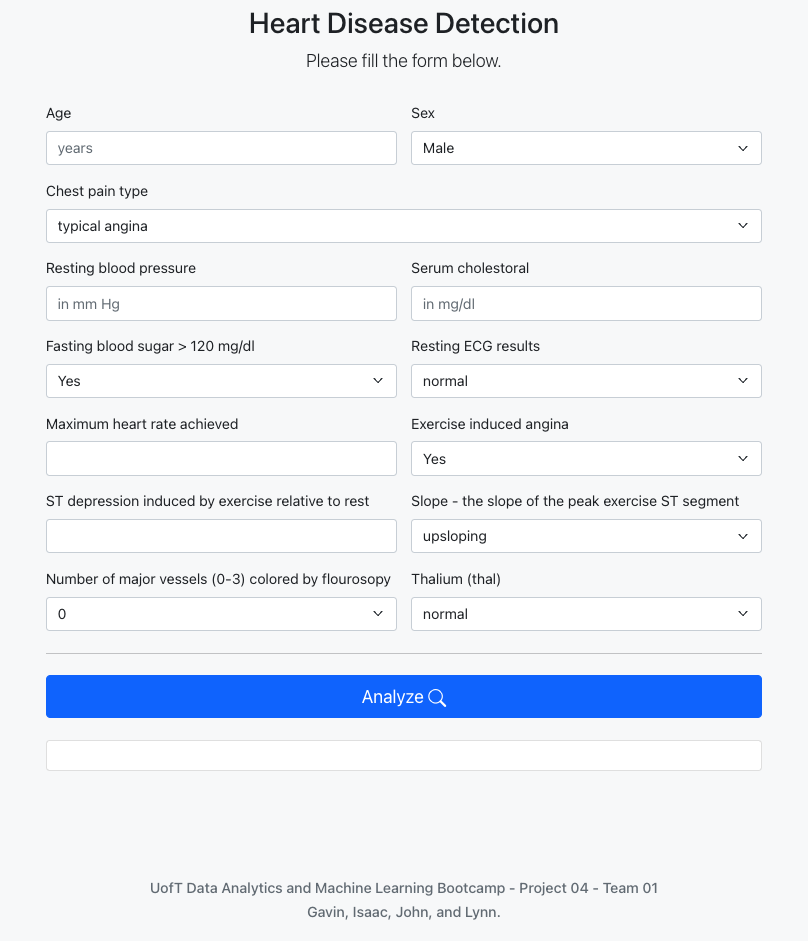 Heart Disease Detection
Please fill the form below.
Age
Sex
years
Male
Chest pain type
typical angina
Resting blood pressure
Serum cholestoral
in mm Hg
in mg/dl
Fasting blood sugar > 120 mg/dl
Resting ECG results
Yes
normal
Maximum heart rate achieved
Exercise induced angina
Yes
ST depression induced by exercise relative to rest
Slope - the slope of the peak exercise ST segment
upsloping
Number of major vessels (0-3) colored by flourosopy
Thalium (thal)
0
normal
Analyze
UofT Data Analytics and Machine Learning Bootcamp - Project 04 - Team 01
Gavin, Isaac, John, and Lynn.